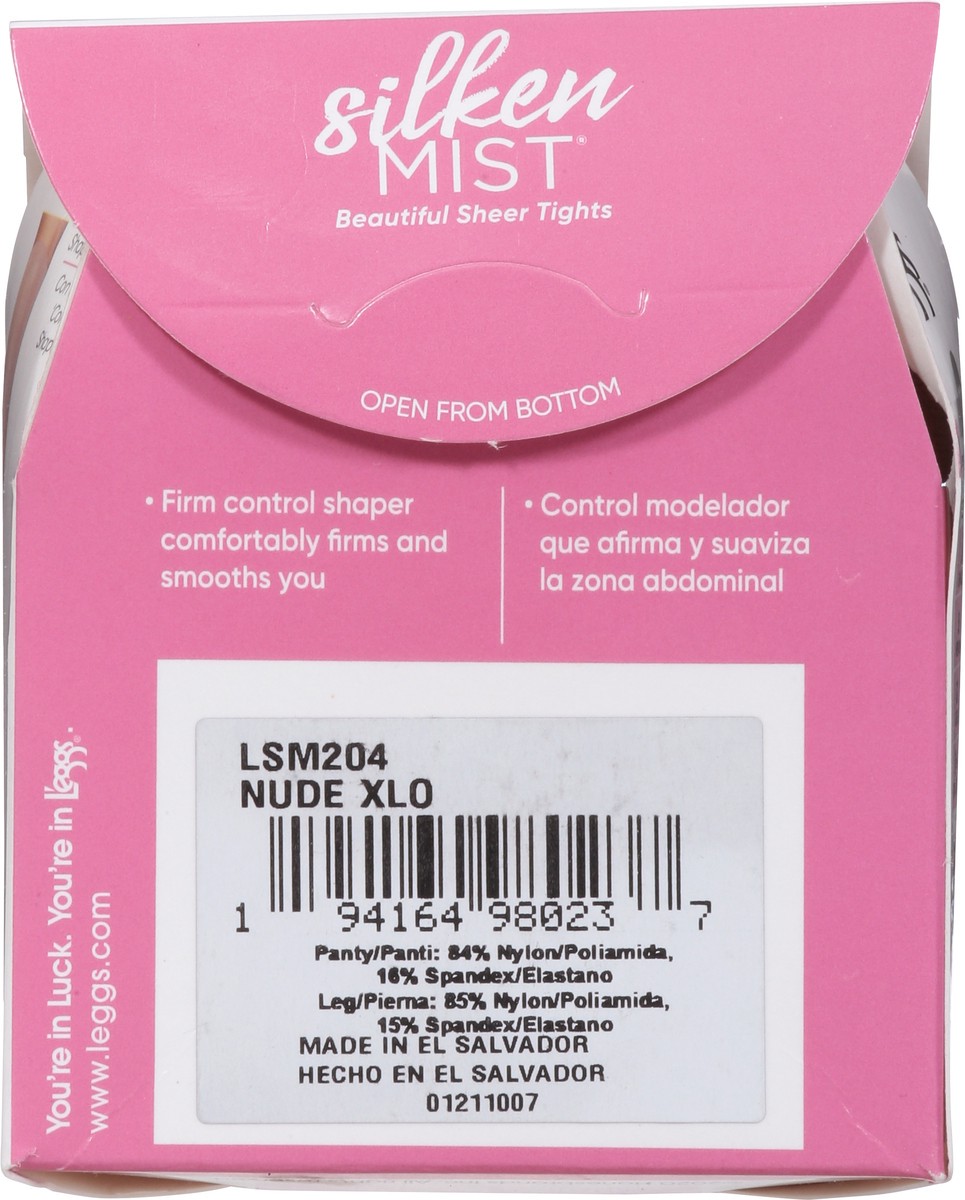 silken
MIST®
Beautiful Sheer Tights
OPEN FROM BOTTOM
• Firm control shaper
comfortably firms and
smooths you
• Control modelador
que afirma y suaviza
la zona abdominal
LSM204
NUDE XLO
1 94164 98023 7
Panty/Panti: 84% Nylon/Poliamida,
16% Spandex/Elastano
Leg/Pierna: 85% Nylon/Poliamida,
15% Spandex/Elastano
MADE IN EL SALVADOR
HECHO EN EL SALVADOR
01211007
You're in Luck. You're in L'eggs®.
www.leggs.com